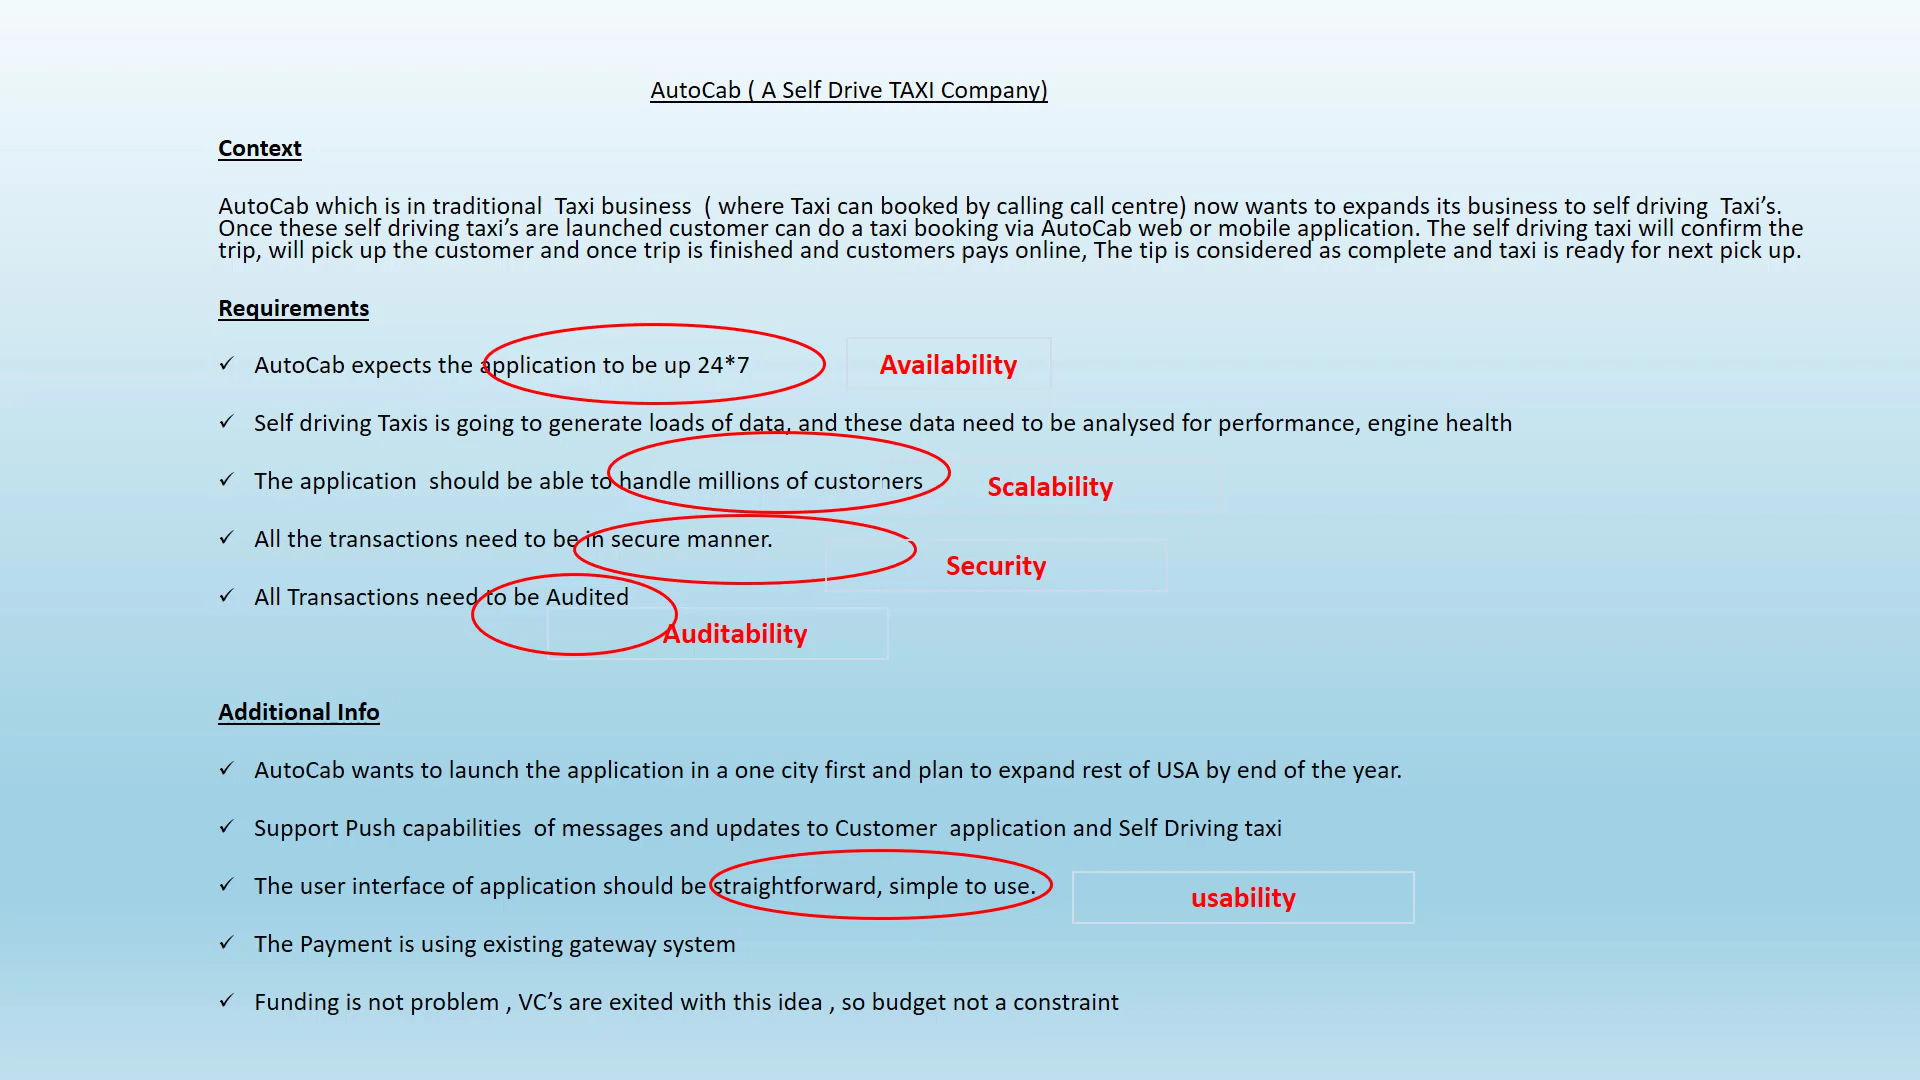 AutoCab ( A Self Drive TAXI Company)
Context
AutoCab which is in traditional  Taxi business  ( where Taxi can booked by calling call centre) now wants to expands its business to self driving  Taxi’s.
Once these self driving taxi’s are launched customer can do a taxi booking via AutoCab web or mobile application. The self driving taxi will confirm the
trip, will pick up the customer and once trip is finished and customers pays online, The tip is considered as complete and taxi is ready for next pick up.
Requirements
✓ AutoCab expects the application to be up 24*7
Availability
✓ Self driving Taxis is going to generate loads of data, and these data need to be analysed for performance, engine health
✓ The application  should be able to handle millions of customers
Scalability
✓ All the transactions need to be in secure manner.
Security
✓ All Transactions need to be Audited
Auditability
Additional Info
✓ AutoCab wants to launch the application in a one city first and plan to expand rest of USA by end of the year.
✓ Support Push capabilities  of messages and updates to Customer  application and Self Driving taxi
✓ The user interface of application should be straightforward, simple to use.
usability
✓ The Payment is using existing gateway system
✓ Funding is not problem , VC’s are exited with this idea , so budget not a constraint